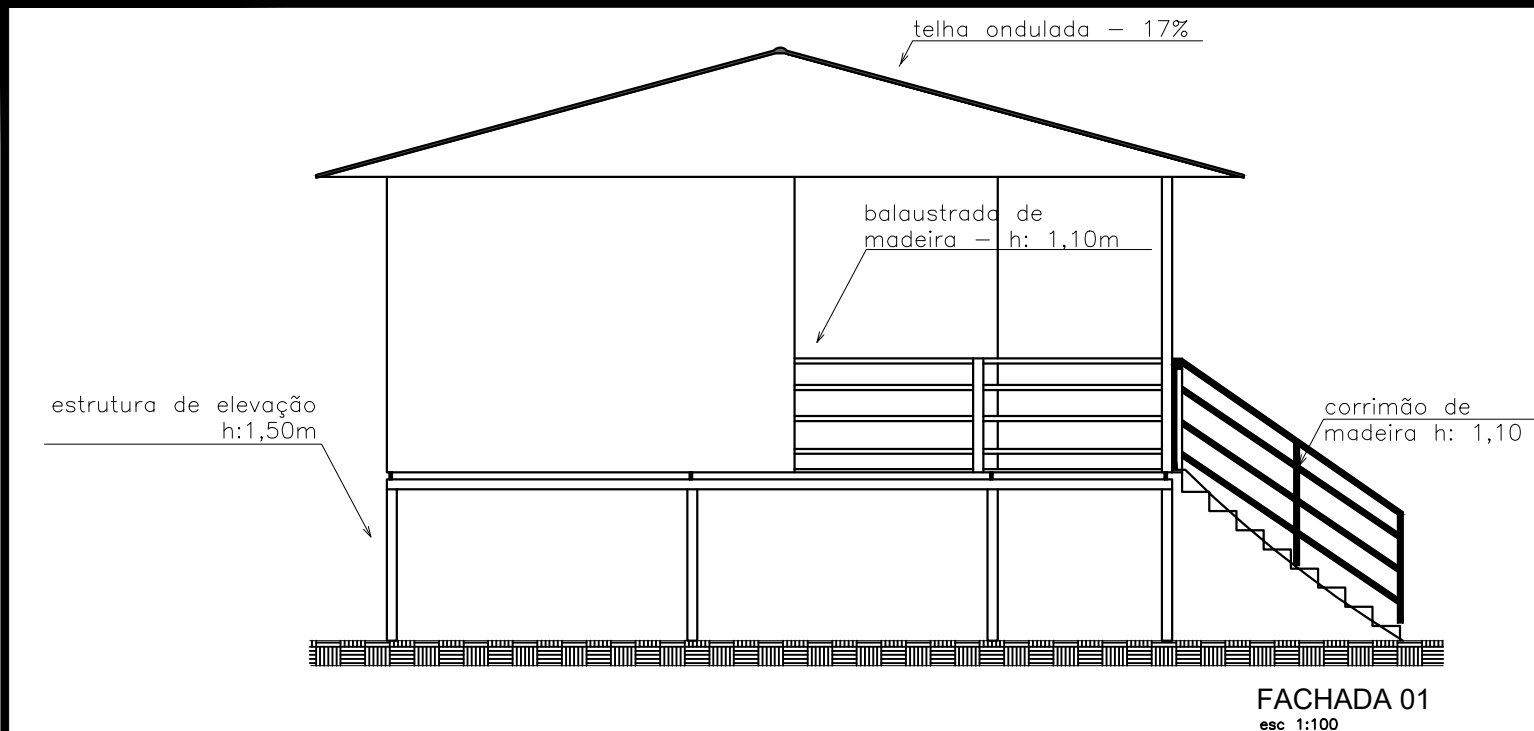 telha ondulada – 17%
balaustrada de
madeira – h: 1,10m
estrutura de elevação
h:1,50m
corrimão de
madeira h: 1,10
FACHADA 01
esc 1:100